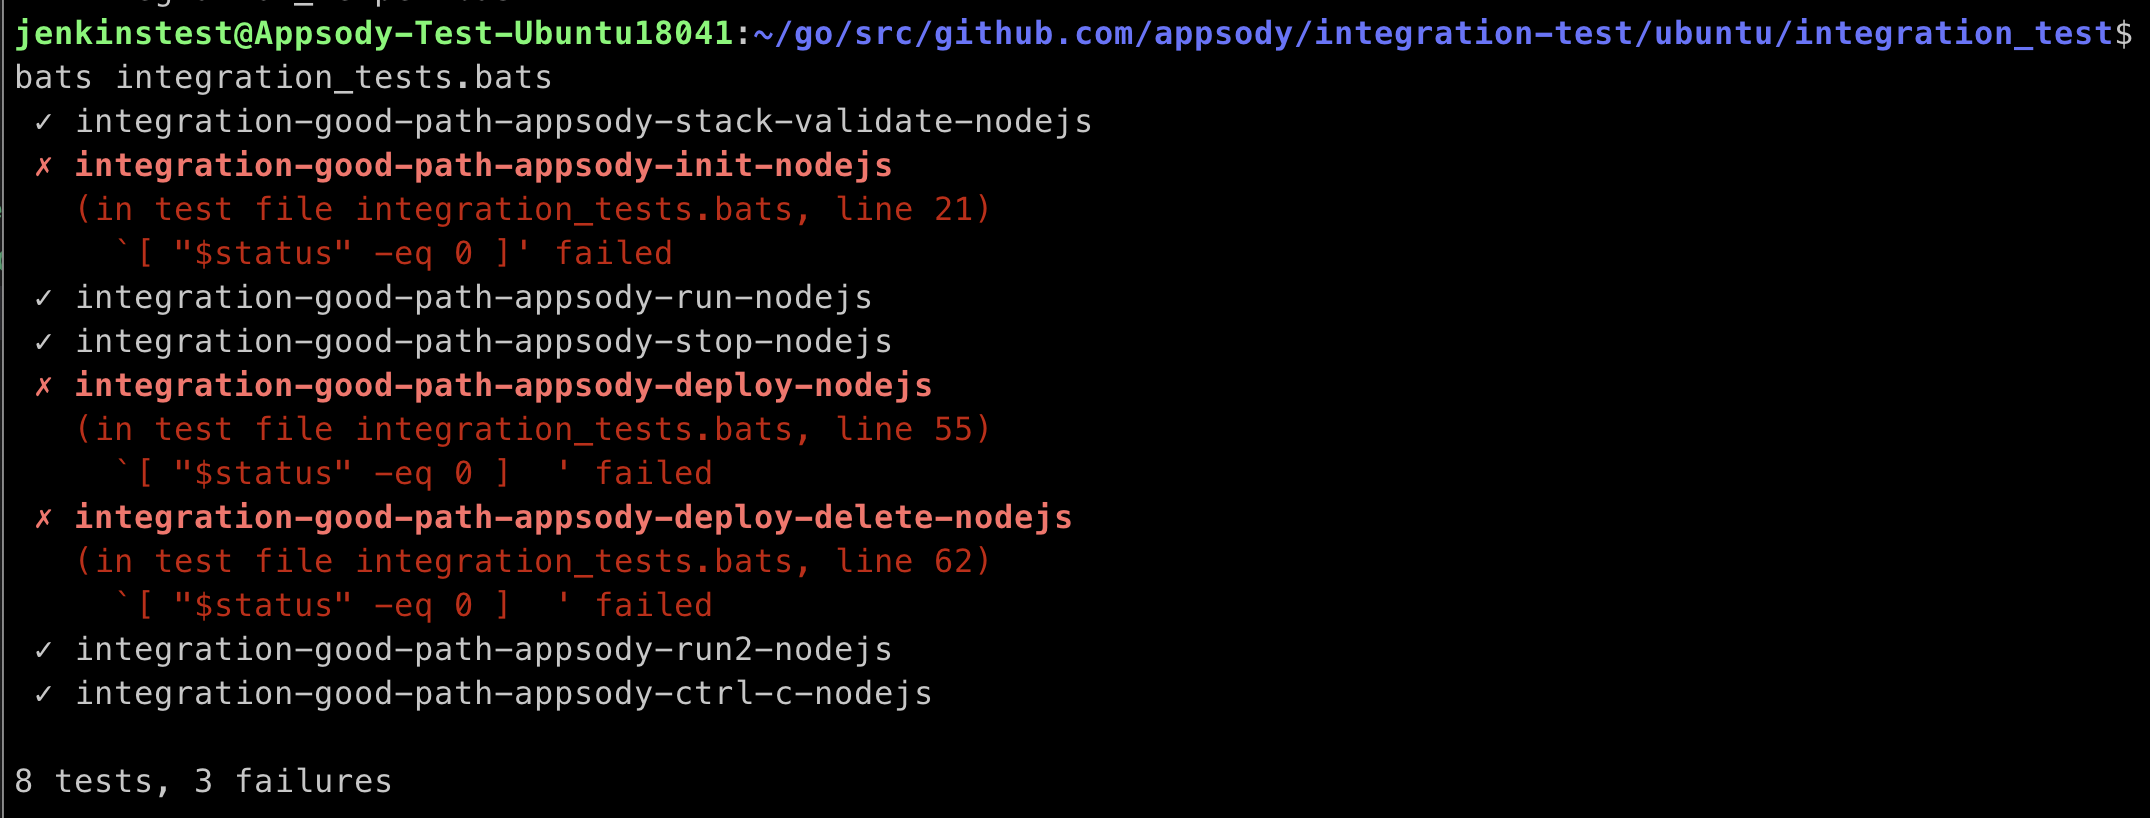 jenkinstest@Appsody-Test-Ubuntu18041:~/go/src/github.com/appsody/integration-test/ubuntu/integration_test$
bats integration_tests.bats
✓ integration-good-path-appsody-stack-validate-nodejs
✗ integration-good-path-appsody-init-nodejs
(in test file integration_tests.bats, line 21)
`[ "$status" -eq 0 ]' failed
✓ integration-good-path-appsody-run-nodejs
✓ integration-good-path-appsody-stop-nodejs
✗ integration-good-path-appsody-deploy-nodejs
(in test file integration_tests.bats, line 55)
`[ "$status" -eq 0 ]  ' failed
✗ integration-good-path-appsody-deploy-delete-nodejs
(in test file integration_tests.bats, line 62)
`[ "$status" -eq 0 ]  ' failed
✓ integration-good-path-appsody-run2-nodejs
✓ integration-good-path-appsody-ctrl-c-nodejs
8 tests, 3 failures